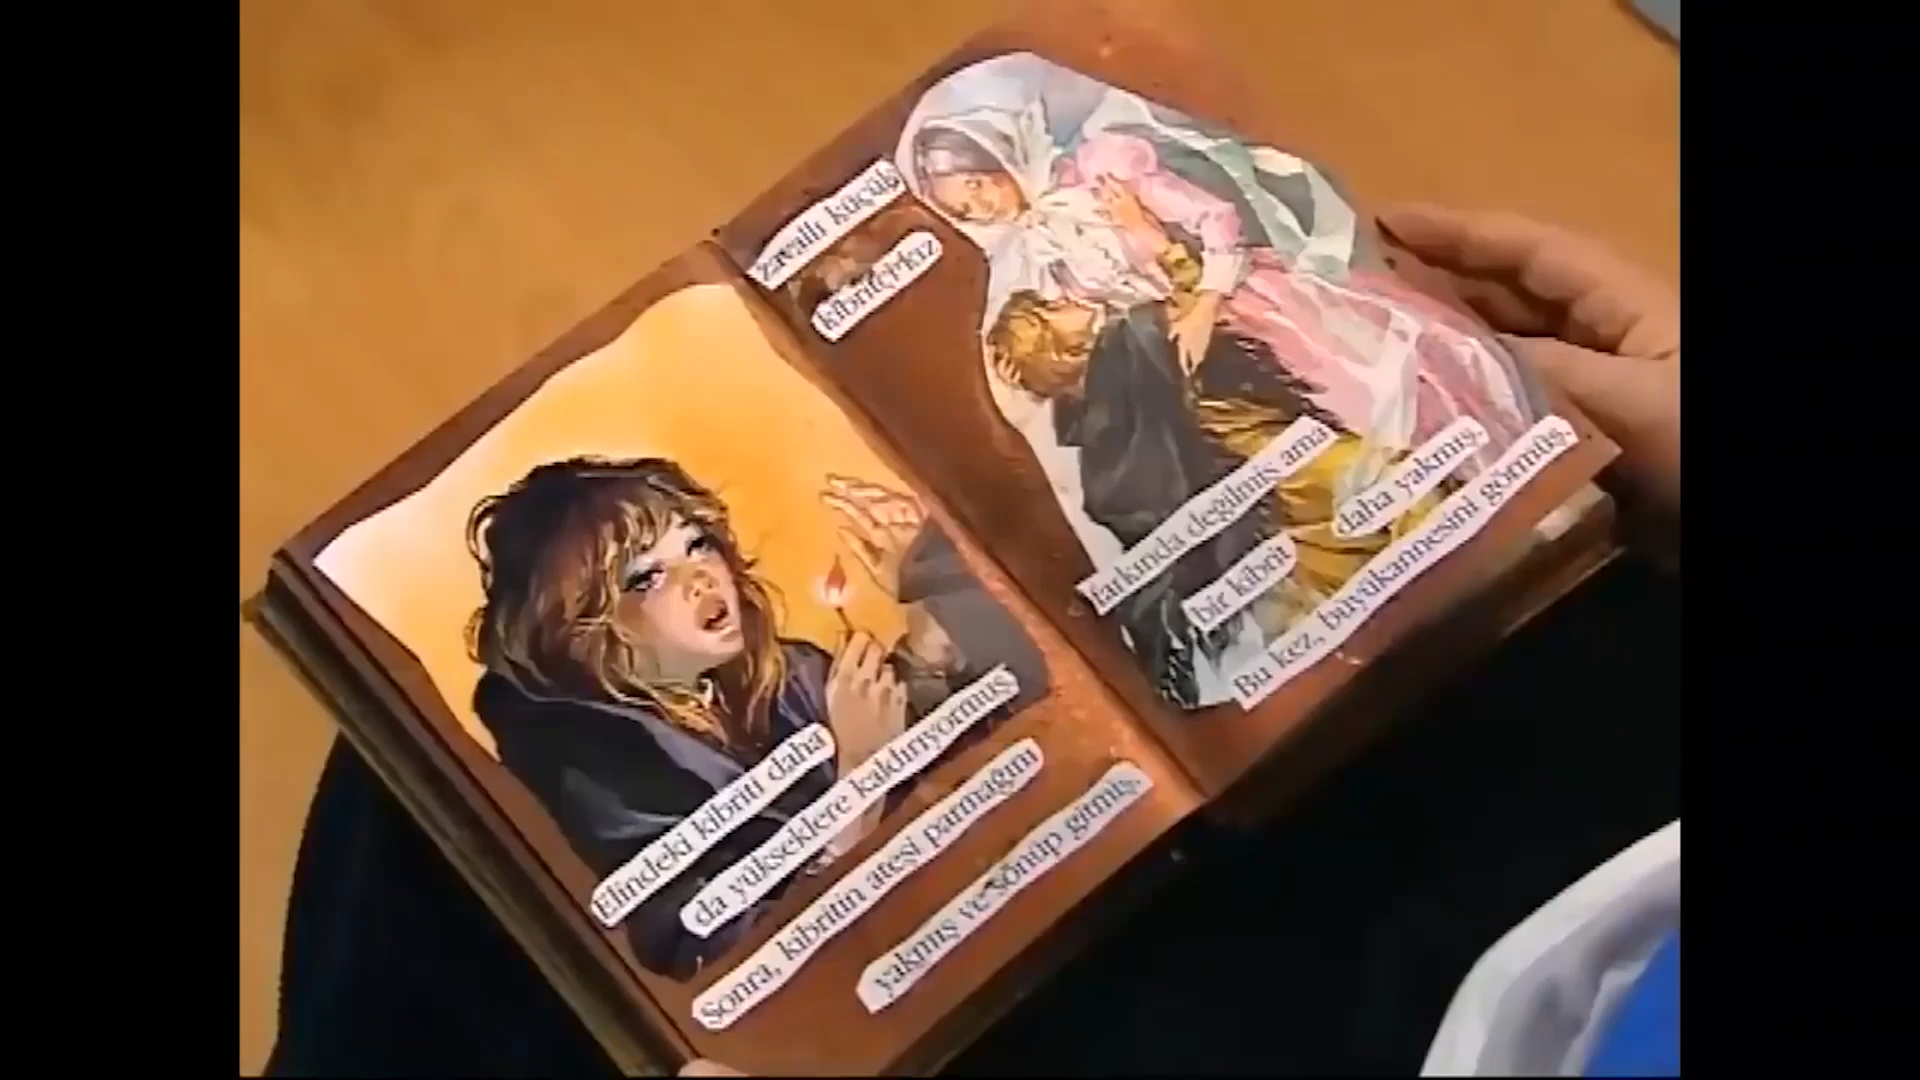 Elindeki kibriti daha
da yükseklere kaldırıyormuş
sonra, kibritin ateşi parmağını
yakmış ve sönüp gitmiş.
zavallı küçük
kibritçi kız
farkında değilmiş ama
bir kibrit
daha yakmış.
Bu kez, büyükannesini görmüş.